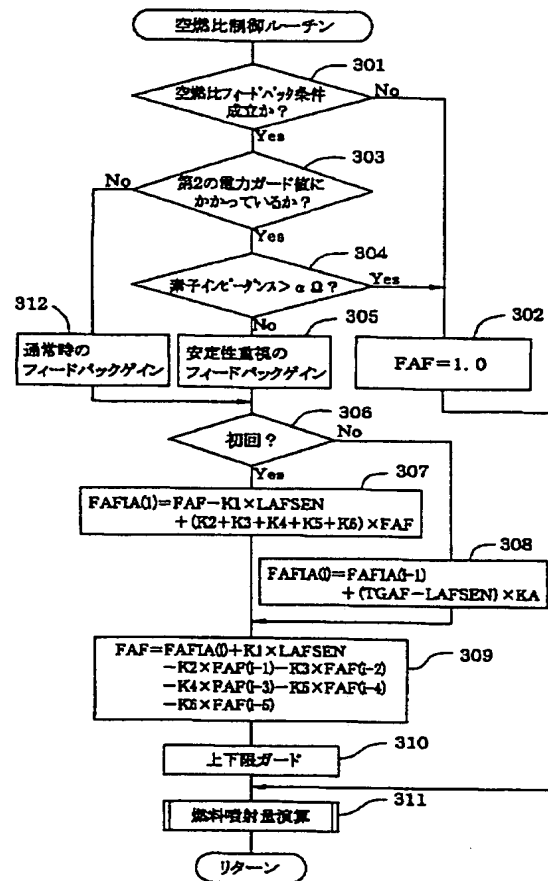 空燃比制御ルーチン
301
空燃比フィードバック条件
成立か?
No
Yes
303
No
第2の電力ガード値に
かかっているか?
Yes
304
素子インピーダンス>αΩ?
Yes
No
312
通常時の
フィードバックゲイン
305
安定性重視の
フィードバックゲイン
302
FAF=1.0
306
初回?
No
Yes
307
FAFIA(1)=FAF-K1×LAFSEN
+(K2+K3+K4+K5+K6)×FAF
308
FAFIA(i)=FAFIA(i-1)
+(TGAF-LAFSEN)×KA
309
FAF=FAFIA(i)+K1×LAFSEN
-K2×FAF(i-1)-K3×FAF(i-2)
-K4×FAF(i-3)-K5×FAF(i-4)
-K6×FAF(i-5)
310
上下限ガード
311
燃料噴射量演算
リターン